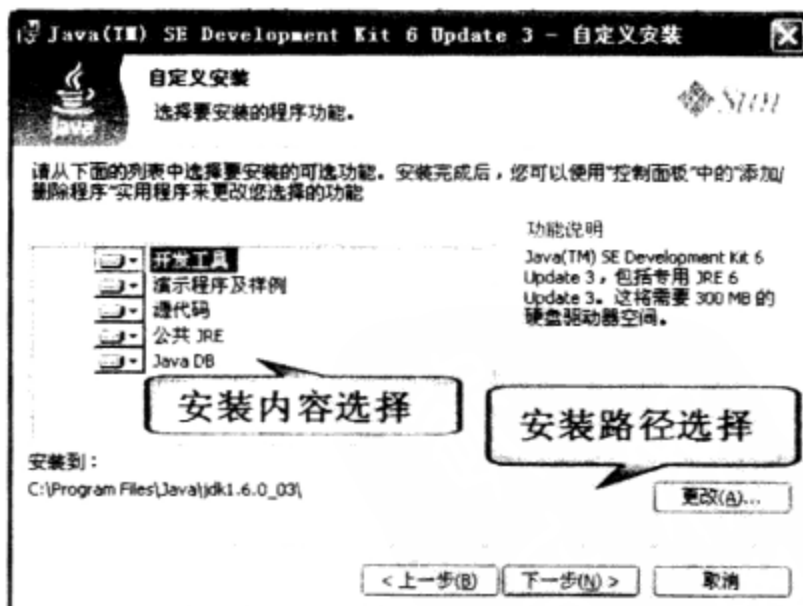 Java(TM) SE Development Kit 6 Update 3 - 自定义安装
自定义安装
选择要安装的程序功能。
Java
Sun
请从下面的列表中选择要安装的可选功能。安装完成后，您可以使用"控制面板"中的"添加/
删除程序"实用程序来更改您选择的功能
功能说明
Java(TM) SE Development Kit 6
Update 3，包括专用 JRE 6
Update 3。这将需要 300 MB 的
硬盘驱动器空间。
开发工具
演示程序及样例
源代码
公共 JRE
Java DB
安装内容选择
安装路径选择
安装到：
C:\Program Files\Java\jdk1.6.0_03\
更改(A)...
< 上一步(B)
下一步(N) >
取消